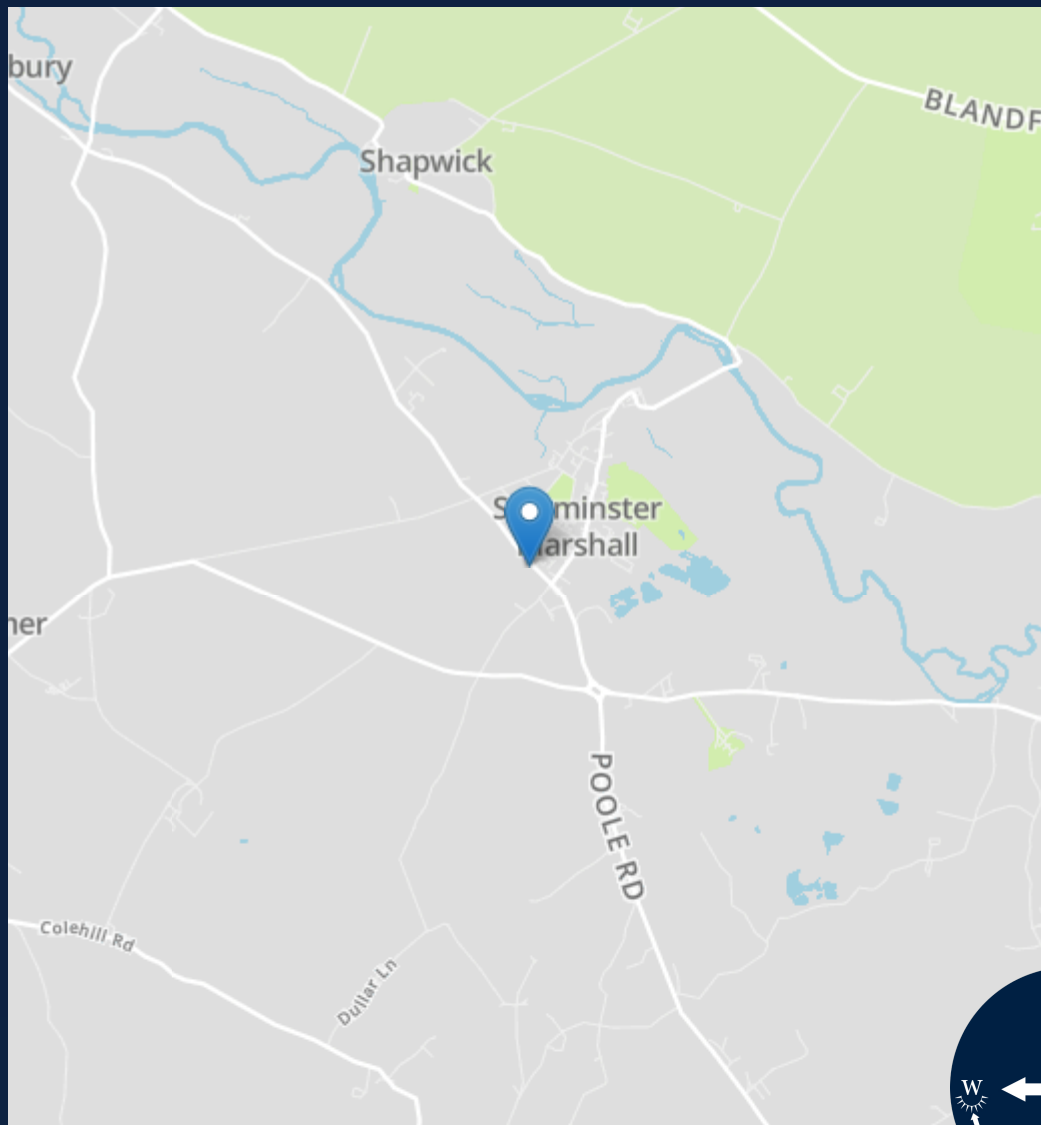 bury
BLANDF
Shapwick
S minster
arshall
ner
POOLE RD
Colehill Rd
Dullar Ln
W